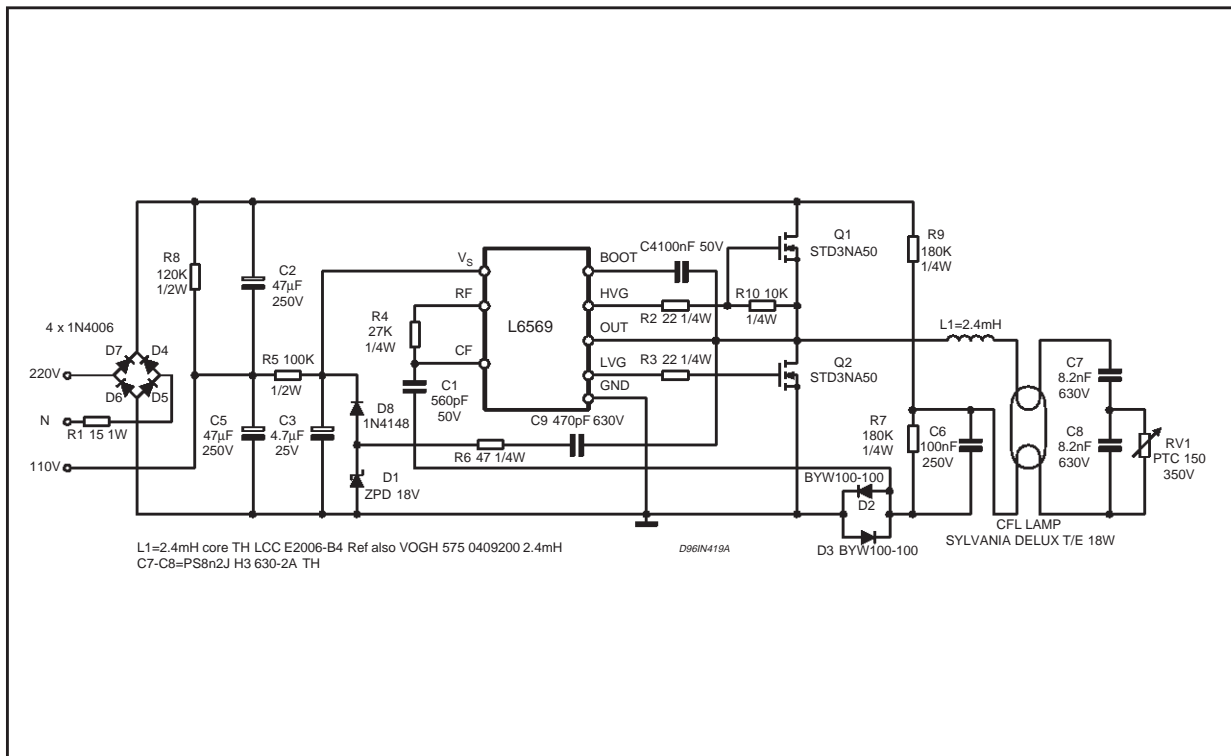 R8
120K
1/2W
C2
47µF
250V
4 x 1N4006
D7
D4
D6
D5
220V
N
R1 15 1W
110V
C5
47µF
250V
R5 100K
1/2W
C3
4.7µF
25V
D8
1N4148
D1
ZPD 18V
R4
27K
1/4W
C1
560pF
50V
VS
RF
CF
L6569
BOOT
HVG
OUT
LVG
GND
C4100nF 50V
R2 22 1/4W
R10 10K
1/4W
R3 22 1/4W
C9 470pF 630V
R6 47 1/4W
Q1
STD3NA50
Q2
STD3NA50
R9
180K
1/4W
L1=2.4mH
R7
180K
1/4W
C6
100nF
250V
BYW100-100
D2
D3 BYW100-100
C7
8.2nF
630V
C8
8.2nF
630V
RV1
PTC 150
350V
CFL LAMP
SYLVANIA DELUX T/E 18W
L1=2.4mH core TH LCC E2006-B4 Ref also VOGH 575 0409200 2.4mH
C7-C8=PS8n2J H3 630-2A TH
D96IN419A